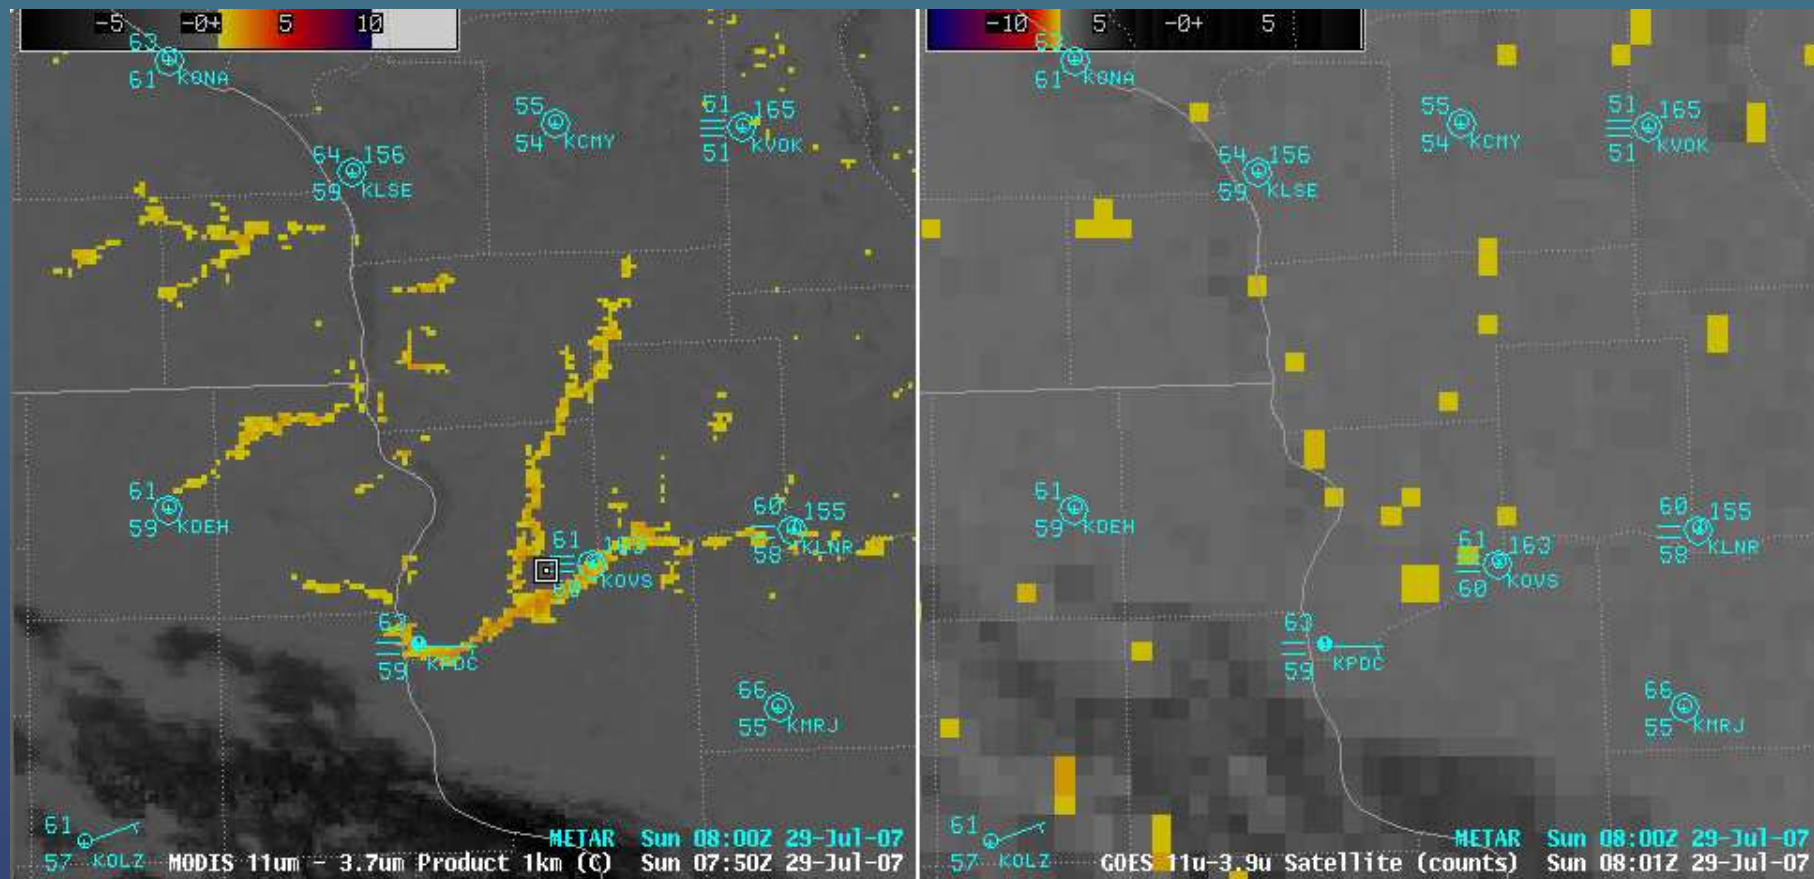 -5 -0+ 5 10
63
61 KONA
55
54 KCMY
51 165
51 KVOK
64 156
59 KLSE
61
59 KDEH
61
60 KOVS
60 155
58 KLNR
63
59 KPDC
66
55 KMRJ
61
57 KOLZ
METAR Sun 08:00Z 29-Jul-07
MODIS 11um - 3.7um Product 1km (C) Sun 07:50Z 29-Jul-07
-10 5 -0+ 5
63
61 KONA
55
54 KCMY
51 165
51 KVOK
64 156
59 KLSE
61
59 KDEH
61 163
60 KOVS
60 155
58 KLNR
63
59 KPDC
66
55 KMRJ
61
57 KOLZ
METAR Sun 08:00Z 29-Jul-07
GOES 11u-3.9u Satellite (counts) Sun 08:01Z 29-Jul-07